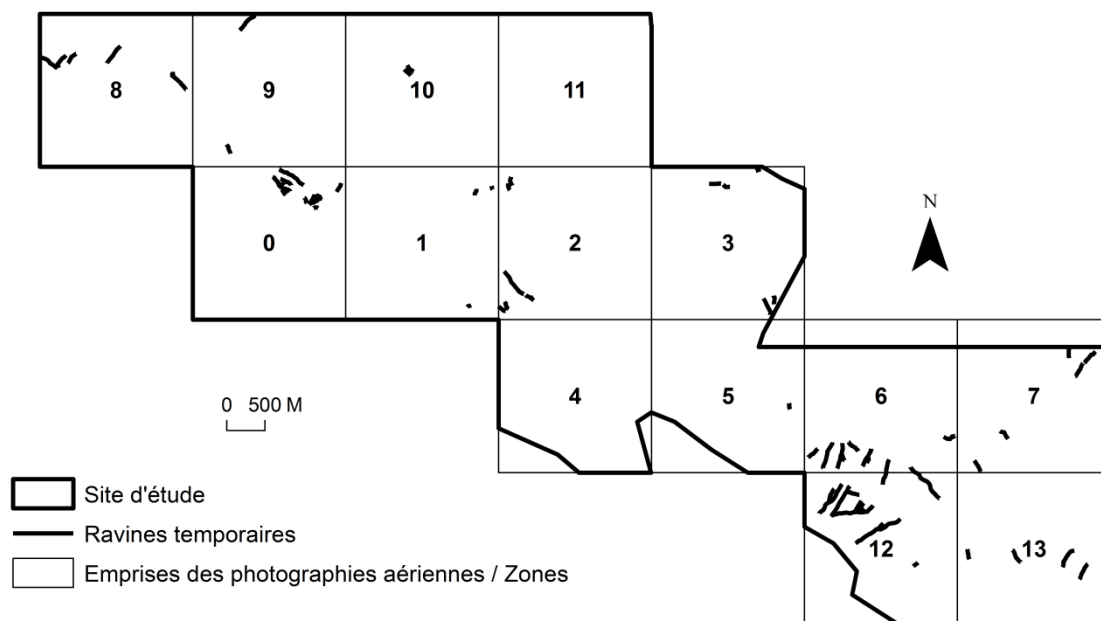 8 9 10 11
0 1 2 3
N
4 5 6 7
0 500 M
Site d'étude
Ravines temporaires
12 13
Emprises des photographies aériennes / Zones